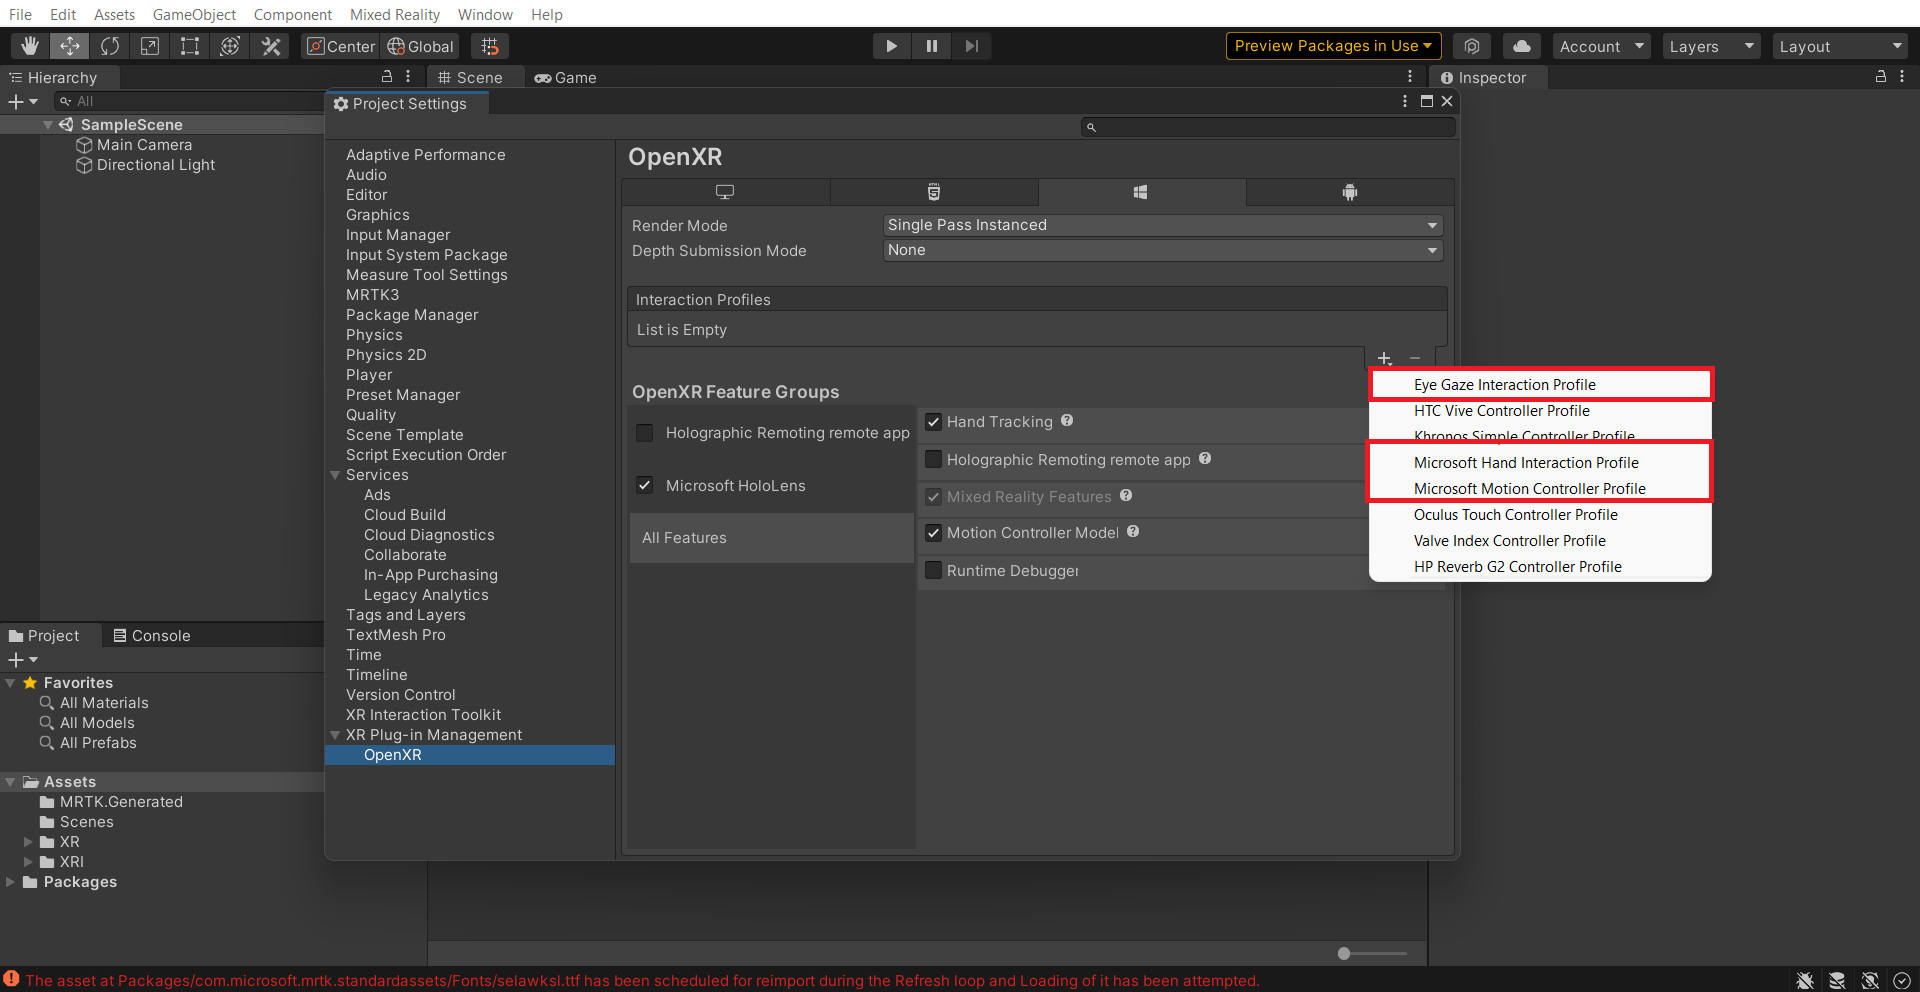 File Edit Assets GameObject Component Mixed Reality Window Help
Center Global Preview Packages in Use Account Layers Layout
Hierarchy Scene Game Inspector
All
Project Settings
SampleScene
Main Camera
Directional Light
Adaptive Performance
Audio
Editor
Graphics
Input Manager
Input System Package
Measure Tool Settings
MRTK3
Package Manager
Physics
Physics 2D
Player
Preset Manager
Quality
Scene Template
Script Execution Order
Services
Ads
Cloud Build
Cloud Diagnostics
Collaborate
In-App Purchasing
Legacy Analytics
Tags and Layers
TextMesh Pro
Time
Timeline
Version Control
XR Interaction Toolkit
XR Plug-in Management
OpenXR
OpenXR
Render Mode Single Pass Instanced
Depth Submission Mode None
Interaction Profiles
List is Empty
OpenXR Feature Groups
Holographic Remoting remote app
Microsoft HoloLens
All Features
Hand Tracking
Holographic Remoting remote app
Mixed Reality Features
Motion Controller Model
Runtime Debugger
Eye Gaze Interaction Profile
HTC Vive Controller Profile
Khronos Simple Controller Profile
Microsoft Hand Interaction Profile
Microsoft Motion Controller Profile
Oculus Touch Controller Profile
Valve Index Controller Profile
HP Reverb G2 Controller Profile
Project Console
Favorites
All Materials
All Models
All Prefabs
Assets
MRTK.Generated
Scenes
XR
XRI
Packages
The asset at Packages/com.microsoft.mrtk.standardassets/Fonts/selawksl.ttf has been scheduled for reimport during the Refresh loop and Loading of it has been attempted.